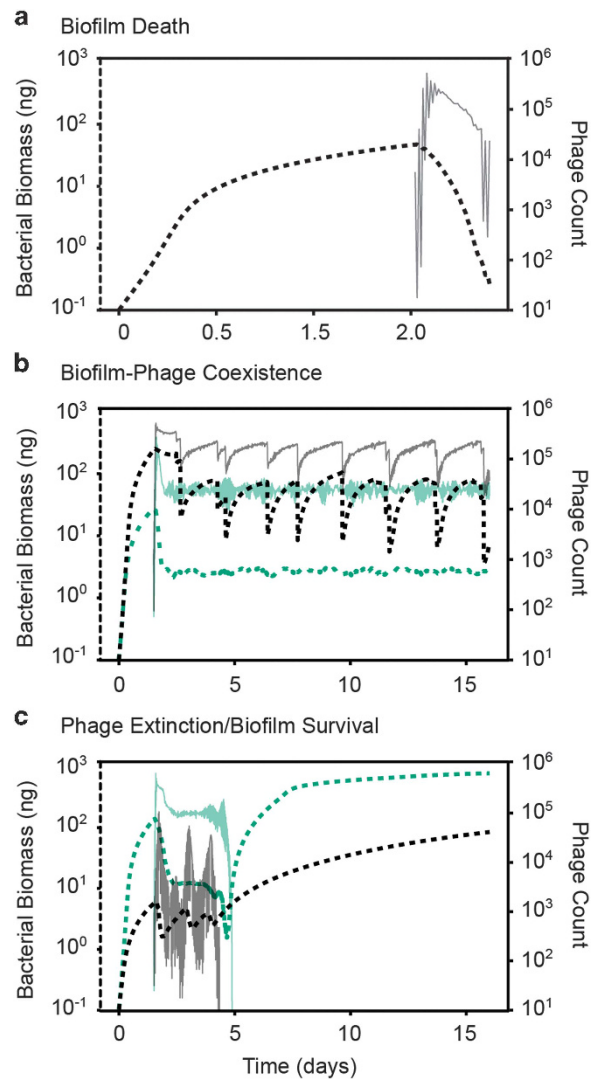 a Biofilm Death
Bacterial Biomass (ng)
10³
10²
10¹
10⁰
10⁻¹
10⁶
10⁵
10⁴
10³
10²
10¹
Phage Count
0 0.5 1.5 2.0
b Biofilm-Phage Coexistence
Bacterial Biomass (ng)
10³
10²
10¹
10⁰
10⁻¹
10⁶
10⁵
10⁴
10³
10²
10¹
Phage Count
0 5 10 15
c Phage Extinction/Biofilm Survival
Bacterial Biomass (ng)
10³
10²
10¹
10⁰
10⁻¹
10⁶
10⁵
10⁴
10³
10²
10¹
Phage Count
0 5 10 15
Time (days)